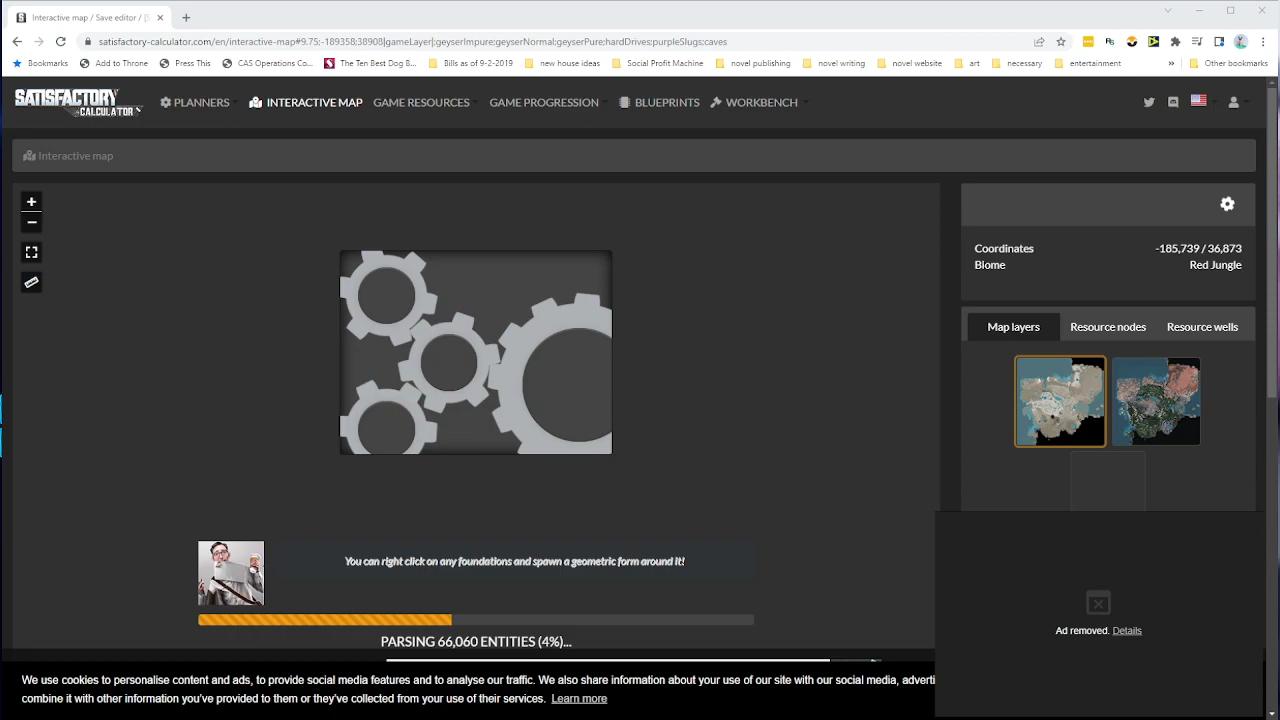 Interactive map / Save editor / [S
satisfactory-calculator.com/en/interactive-map#9.75;-189358;38908|gameLayer|;geyserImpure;geyserNormal;geyserPure;hardDrives;purpleSlugs;caves
Bookmarks Add to Throne Press This CAS Operations Co... The Ten Best Dog B... Bills as of 9-2-2019 new house ideas Social Profit Machine novel publishing novel writing novel website art necessary entertainment » Other bookmarks
SATISFACTORY CALCULATOR PLANNERS INTERACTIVE MAP GAME RESOURCES GAME PROGRESSION BLUEPRINTS WORKBENCH
Interactive map
Coordinates -185,739 / 36,873
Biome Red Jungle
Map layers Resource nodes Resource wells
You can right click on any foundations and spawn a geometric form around it!
PARSING 66,060 ENTITIES (4%)...
Ad removed. Details
We use cookies to personalise content and ads, to provide social media features and to analyse our traffic. We also share information about your use of our site with our social media, adverti
combine it with other information you've provided to them or they've collected from your use of their services. Learn more